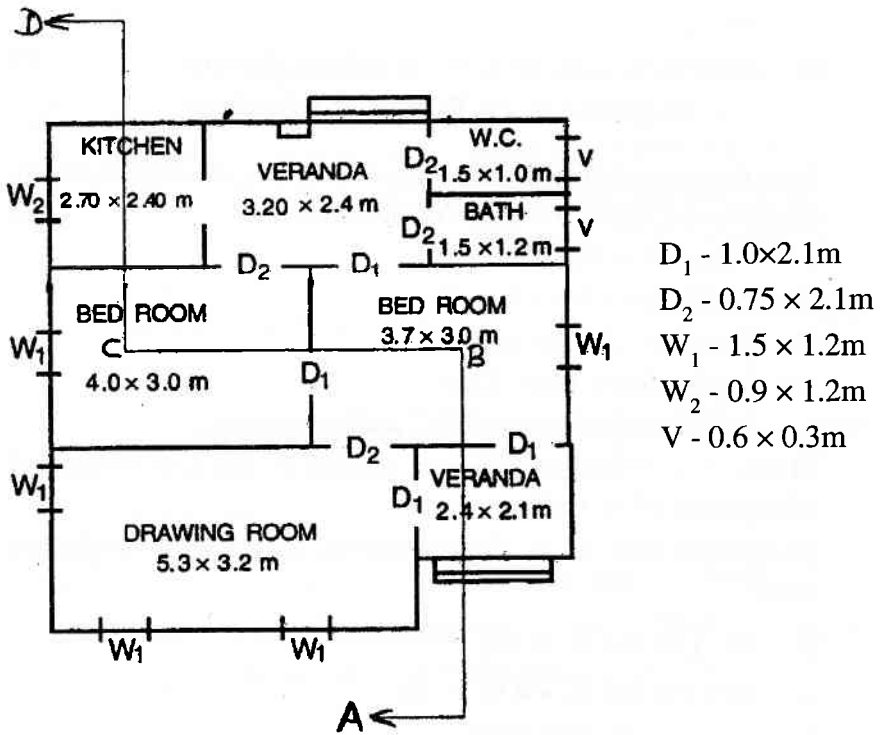 D
KITCHEN
2.70 × 2.40 m
W₂
VERANDA
3.20 × 2.4 m
D₂
W.C.
1.5 × 1.0 m
V
D₂
BATH
1.5 × 1.2 m
V
D₂
D₁
BED ROOM
C
4.0 × 3.0 m
W₁
D₁
BED ROOM
3.7 × 3.0 m
B
W₁
D₂
D₁
W₁
D₁
VERANDA
2.4 × 2.1 m
DRAWING ROOM
5.3 × 3.2 m
W₁
W₁
A
D₁ - 1.0×2.1m
D₂ - 0.75 × 2.1m
W₁ - 1.5 × 1.2m
W₂ - 0.9 × 1.2m
V - 0.6 × 0.3m